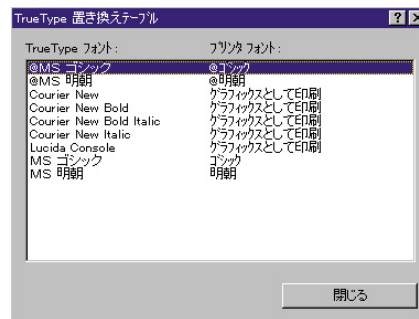 TrueType 置き換えテーブル
TrueType フォント: プリンタ フォント:
@MS ゴシック @ゴシック
@MS 明朝 @明朝
Courier New グラフィックスとして印刷
Courier New Bold グラフィックスとして印刷
Courier New Bold Italic グラフィックスとして印刷
Courier New Italic グラフィックスとして印刷
Lucida Console グラフィックスとして印刷
MS ゴシック ゴシック
MS 明朝 明朝
閉じる